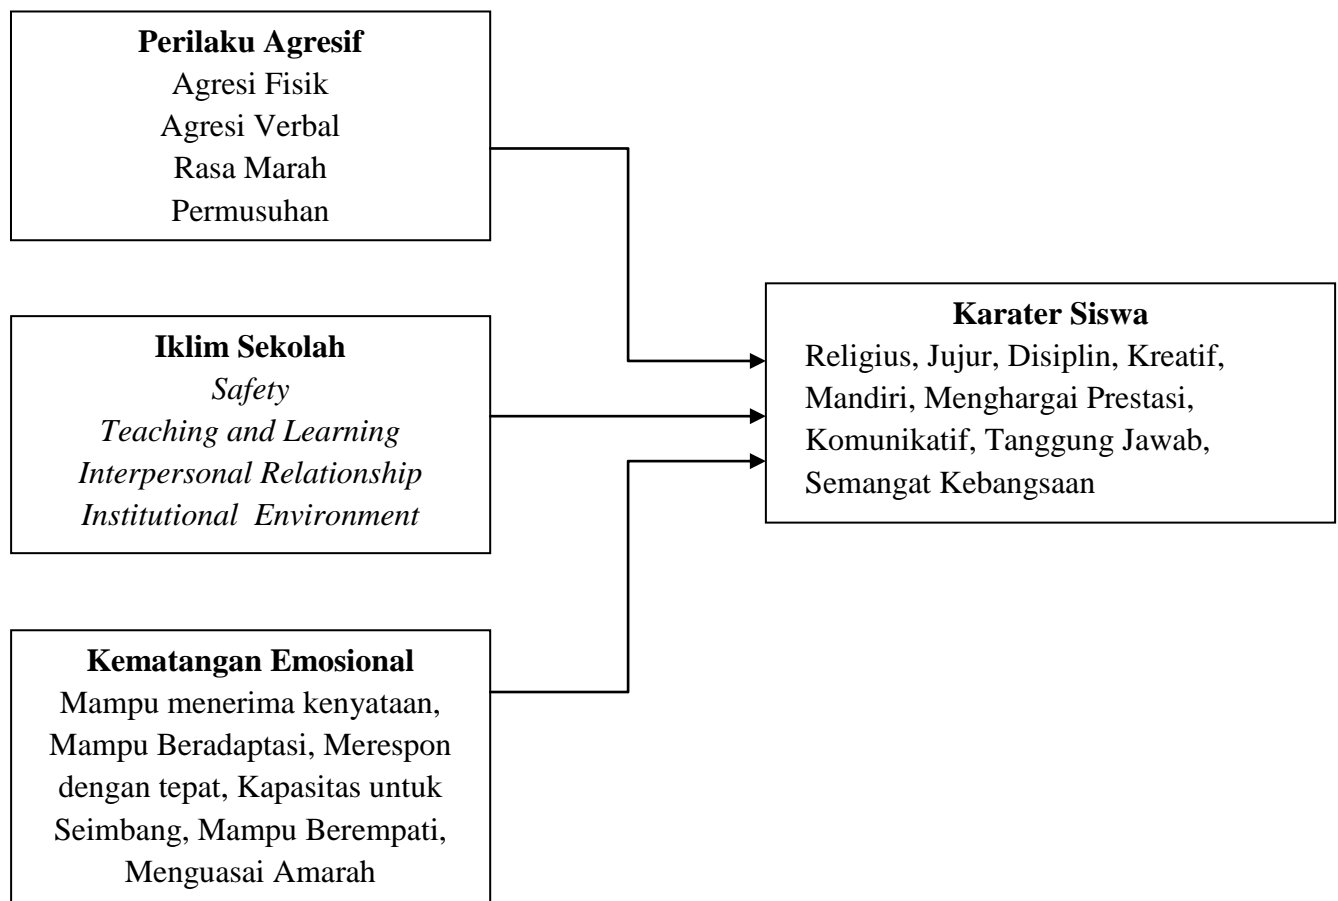 Perilaku Agresif
Agresi Fisik
Agresi Verbal
Rasa Marah
Permusuhan
Iklim Sekolah
Safety
Teaching and Learning
Interpersonal Relationship
Institutional Environment
Kematangan Emosional
Mampu menerima kenyataan,
Mampu Beradaptasi, Merespon
dengan tepat, Kapasitas untuk
Seimbang, Mampu Berempati,
Menguasai Amarah
Karater Siswa
Religius, Jujur, Disiplin, Kreatif,
Mandiri, Menghargai Prestasi,
Komunikatif, Tanggung Jawab,
Semangat Kebangsaan